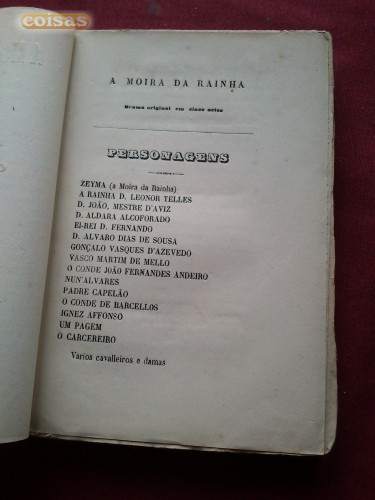 coisas
A MOIRA DA RAINHA
Drama original em cinco actos
PERSONAGENS
ZEYMA (a Moira da Rainha)
A RAINHA D. LEONOR TELLES
D. JOÃO, MESTRE D'AVIZ
D. ALDARA ALCOFORADO
El-REI D. FERNANDO
D. ALVARO DIAS DE SOUSA
GONÇALO VASQUES D'AZEVEDO
VASCO MARTIM DE MELLO
O CONDE JOÃO FERNANDES ANDEIRO
NUN'ALVARES
PADRE CAPELÃO
O CONDE DE BARCELLOS
IGNEZ AFFONSO
UM PAGEM
O CARCEREIRO
Varios cavalleiros e damas